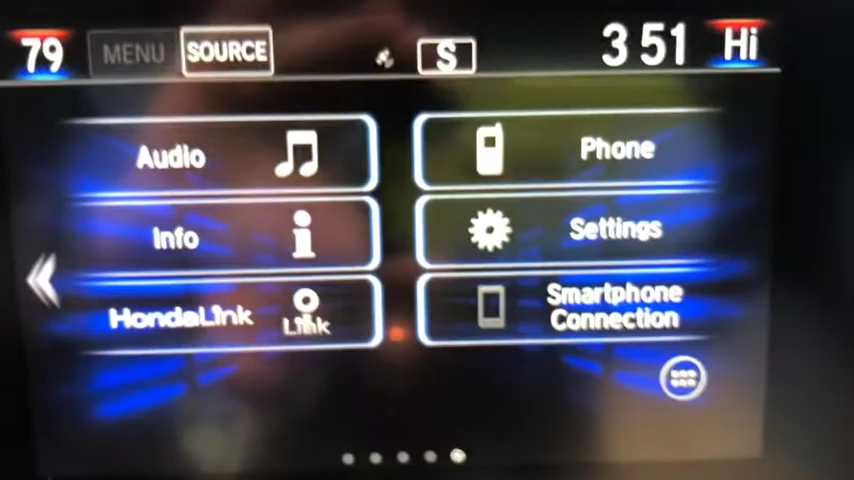 79 MENU SOURCE S 3 51 Hi
Audio
Phone
Info
Settings
HondaLink
Link
Smartphone
Connection